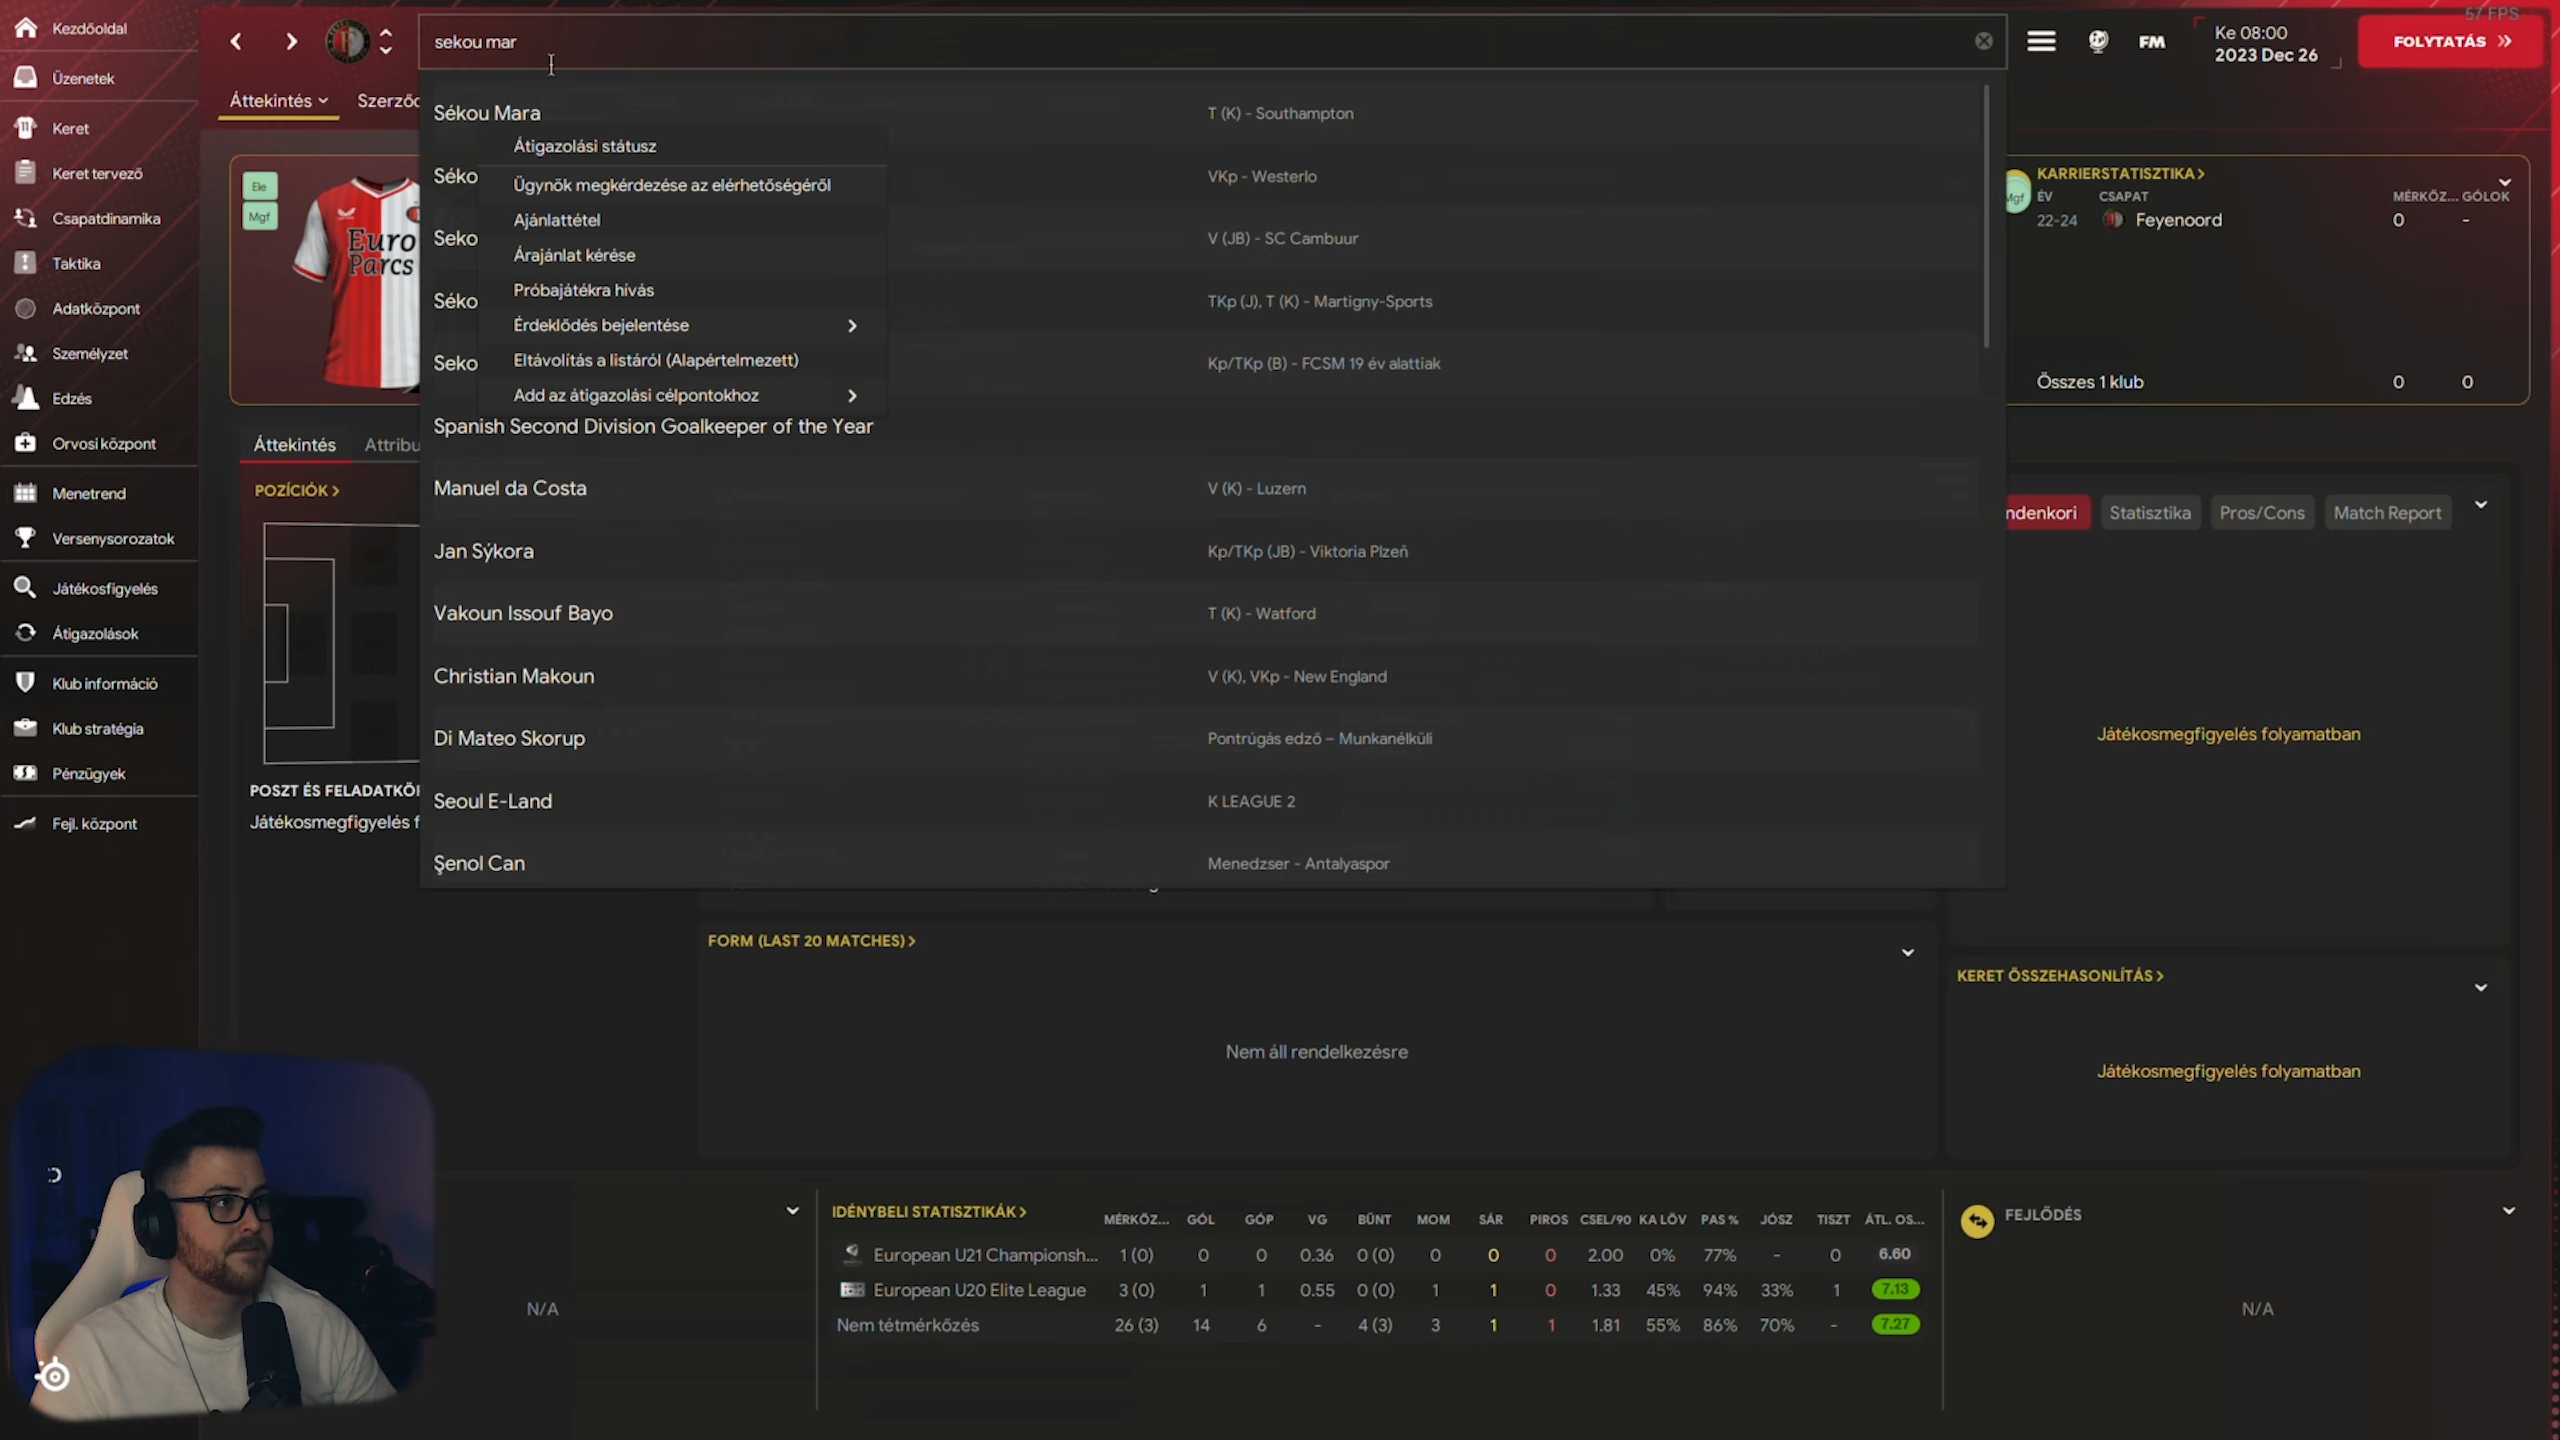 57 FPS
Kezdőoldal
Üzenetek
Keret
Keret tervező
Csapatdinamika
Taktika
Adatközpont
Személyzet
Edzés
Orvosi központ
Menetrend
Versenysorozatok
Játékosfigyelés
Átigazolások
Klub információ
Klub stratégia
Pénzügyek
Fejl. központ
sekou mar
FM
Ke 08:00
2023 Dec 26
FOLYTATÁS
Áttekintés
Szerződ
Ele
Mgf
Euro
Parcs
Sékou Mara T (K) - Southampton
Átigazolási státusz
Ügynök megkérdezése az elérhetőségéről
Ajánlattétel
Árajánlat kérése
Próbajátékra hívás
Érdeklődés bejelentése
Eltávolítás a listáról (Alapértelmezett)
Add az átigazolási célpontokhoz
Séko VKp - Westerlo
Seko V (JB) - SC Cambuur
Séko TKp (J), T (K) - Martigny-Sports
Seko Kp/TKp (B) - FCSM 19 év alattiak
Spanish Second Division Goalkeeper of the Year
Manuel da Costa V (K) - Luzern
Jan Sýkora Kp/TKp (JB) - Viktoria Plzeň
Vakoun Issouf Bayo T (K) - Watford
Christian Makoun V (K), VKp - New England
Di Mateo Skorup Pontrúgás edző – Munkanélküli
Seoul E-Land K LEAGUE 2
Şenol Can Menedzser - Antalyaspor
Mgf
KARRIERSTATISZTIKA
ÉV CSAPAT MÉRKŐZ... GÓLOK
22-24 Feyenoord 0 -
Összes 1 klub 0 0
Áttekintés
Attribu
POZÍCIÓK
POSZT ÉS FELADATKÖR
Játékosmegfigyelés f
ndenkori
Statisztika
Pros/Cons
Match Report
Játékosmegfigyelés folyamatban
FORM (LAST 20 MATCHES)
Nem áll rendelkezésre
KERET ÖSSZEHASONLÍTÁS
Játékosmegfigyelés folyamatban
N/A
IDÉNYBELI STATISZTIKÁK
MÉRKŐZ... GÓL GÓP VG BÜNT MOM SÁR PIROS CSEL/90 KA LÖV PAS % JÓSZ TISZT ÁTL. OS...
European U21 Championsh... 1 (0) 0 0 0.36 0 (0) 0 0 0 2.00 0% 77% - 0 6.60
European U20 Elite League 3 (0) 1 1 0.55 0 (0) 1 1 0 1.33 45% 94% 33% 1 7.13
Nem tétmérkőzés 26 (3) 14 6 - 4 (3) 3 1 1 1.81 55% 86% 70% - 7.27
FEJLŐDÉS
N/A